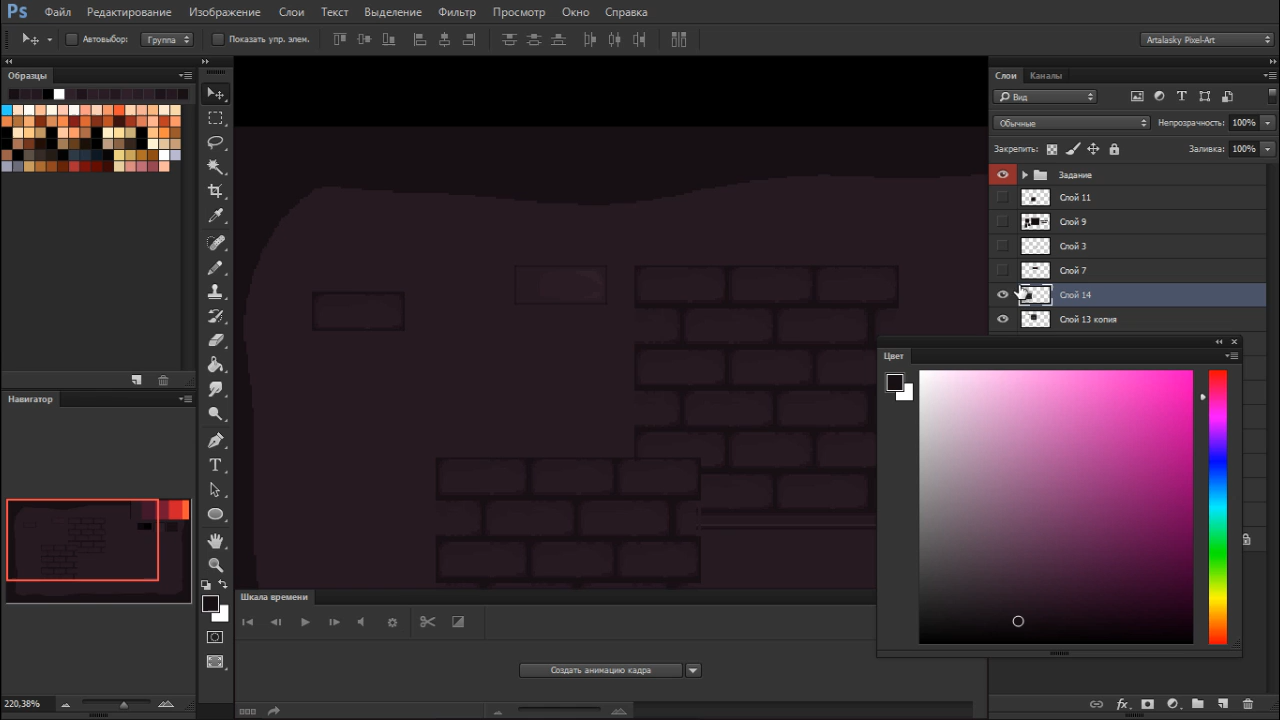 Ps Файл Редактирование Изображение Слои Текст Выделение Фильтр Просмотр Окно Справка
Автовыбор: Группа Показать упр. элем. Artalasky Pixel-Art
Образцы
Слои Каналы
Вид
Обычные Непрозрачность: 100%
Закрепить: Заливка: 100%
Задание
Слой 11
Слой 9
Слой 3
Слой 7
Слой 14
Слой 13 копия
Цвет
Навигатор
Шкала времени
Создать анимацию кадра
220,38%